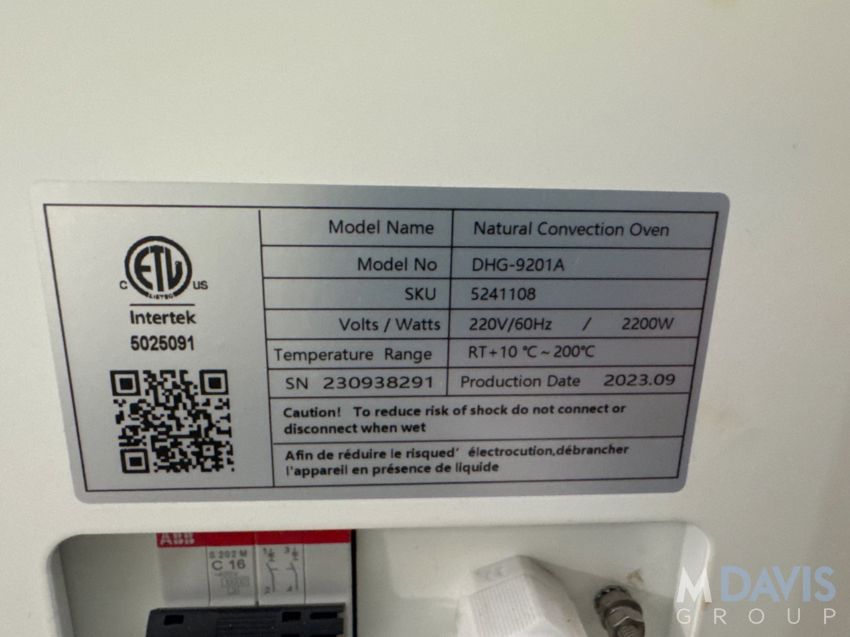 C ETL US
LISTED
Intertek
5025091
Model Name Natural Convection Oven
Model No DHG-9201A
SKU 5241108
Volts / Watts 220V/60Hz / 2200W
Temperature Range RT+10 ℃ ~ 200℃
SN 230938291 Production Date 2023.09
Caution! To reduce risk of shock do not connect or
disconnect when wet
Afin de réduire le risqued' électrocution,débrancher
l'appareil en présence de liquide
ABB
S 202 M
C 16
M DAVIS
GROUP